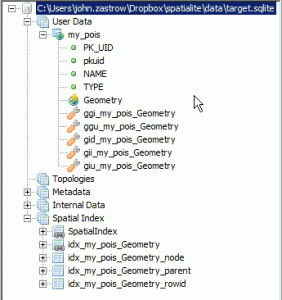 C:\Users\john.zastrow\Dropbox\spatialite\data\target.sqlite
User Data
my_pois
PK_UID
pkuid
NAME
TYPE
Geometry
ggi_my_pois_Geometry
ggu_my_pois_Geometry
gid_my_pois_Geometry
gii_my_pois_Geometry
giu_my_pois_Geometry
Topologies
Metadata
Internal Data
Spatial Index
SpatialIndex
idx_my_pois_Geometry
idx_my_pois_Geometry_node
idx_my_pois_Geometry_parent
idx_my_pois_Geometry_rowid